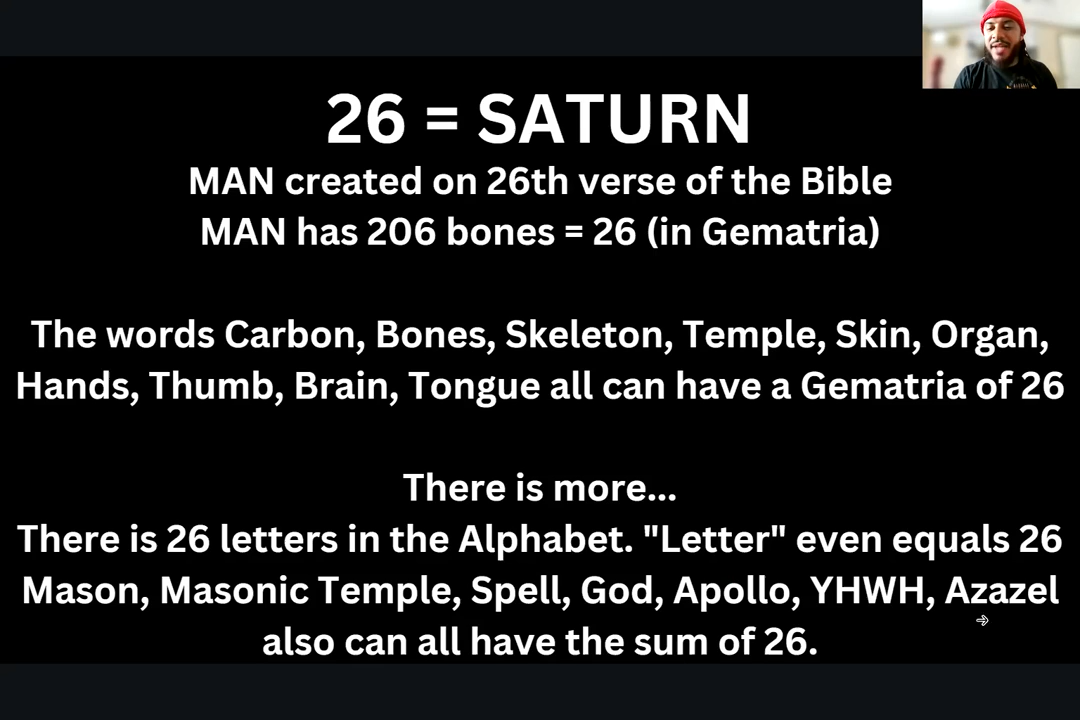 26 = SATURN
MAN created on 26th verse of the Bible
MAN has 206 bones = 26 (in Gematria)
The words Carbon, Bones, Skeleton, Temple, Skin, Organ,
Hands, Thumb, Brain, Tongue all can have a Gematria of 26
There is more...
There is 26 letters in the Alphabet. "Letter" even equals 26
Mason, Masonic Temple, Spell, God, Apollo, YHWH, Azazel
also can all have the sum of 26.